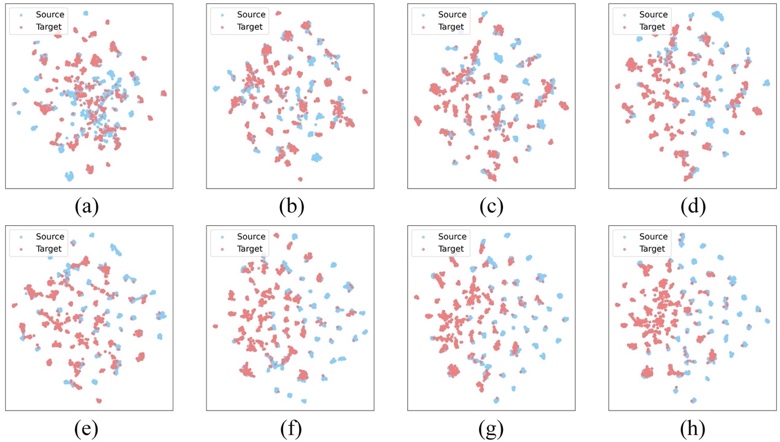 Source Source Source Source
Target Target Target Target
(a) (b) (c) (d)
Source Source Source Source
Target Target Target Target
(e) (f) (g) (h)